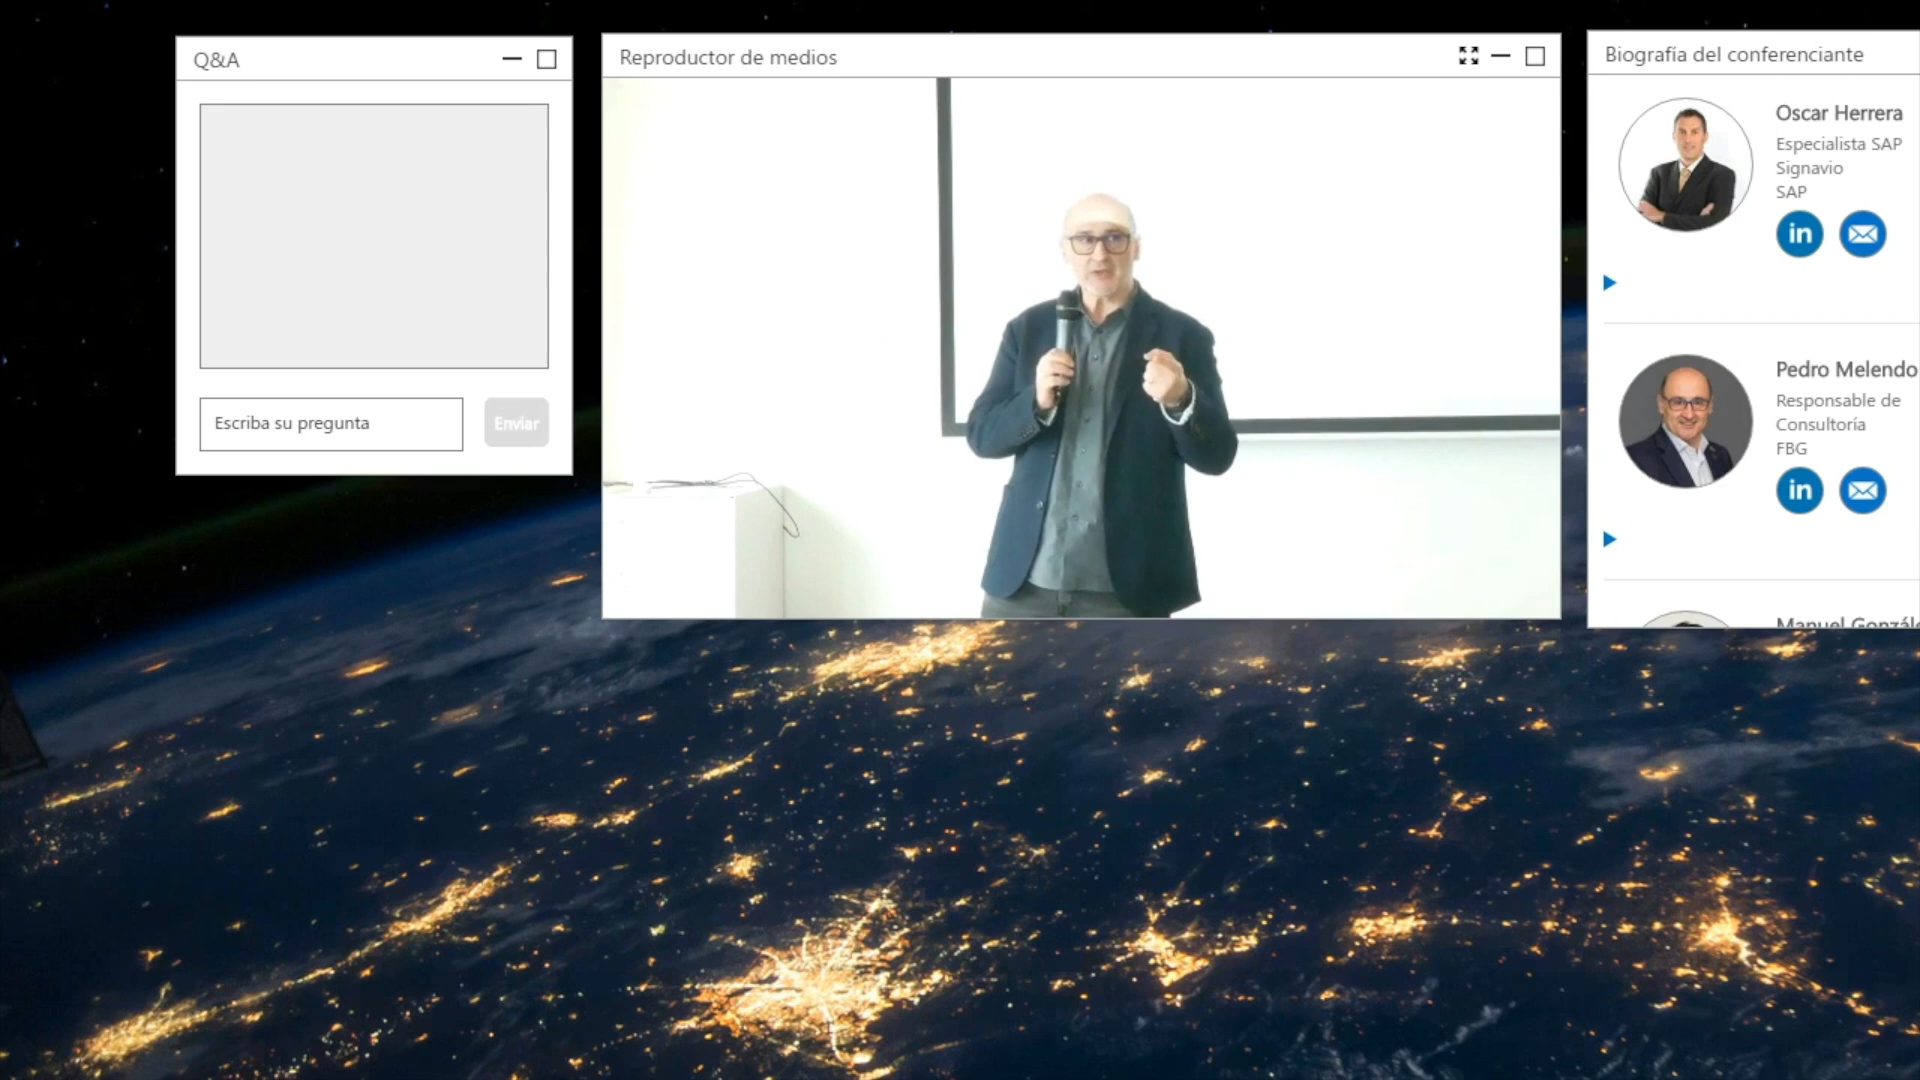 Q&A
Escriba su pregunta
Enviar
Reproductor de medios
Biografía del conferenciante
Oscar Herrera
Especialista SAP
Signavio
SAP
in
Pedro Melendo
Responsable de
Consultoría
FBG
in
Manuel